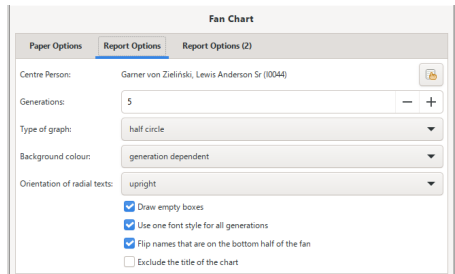 Fan Chart
Paper Options Report Options Report Options (2)
Centre Person: Garner von Zieliński, Lewis Anderson Sr (I0044)
Generations: 5
Type of graph: half circle
Background colour: generation dependent
Orientation of radial texts: upright
Draw empty boxes
Use one font style for all generations
Flip names that are on the bottom half of the fan
Exclude the title of the chart